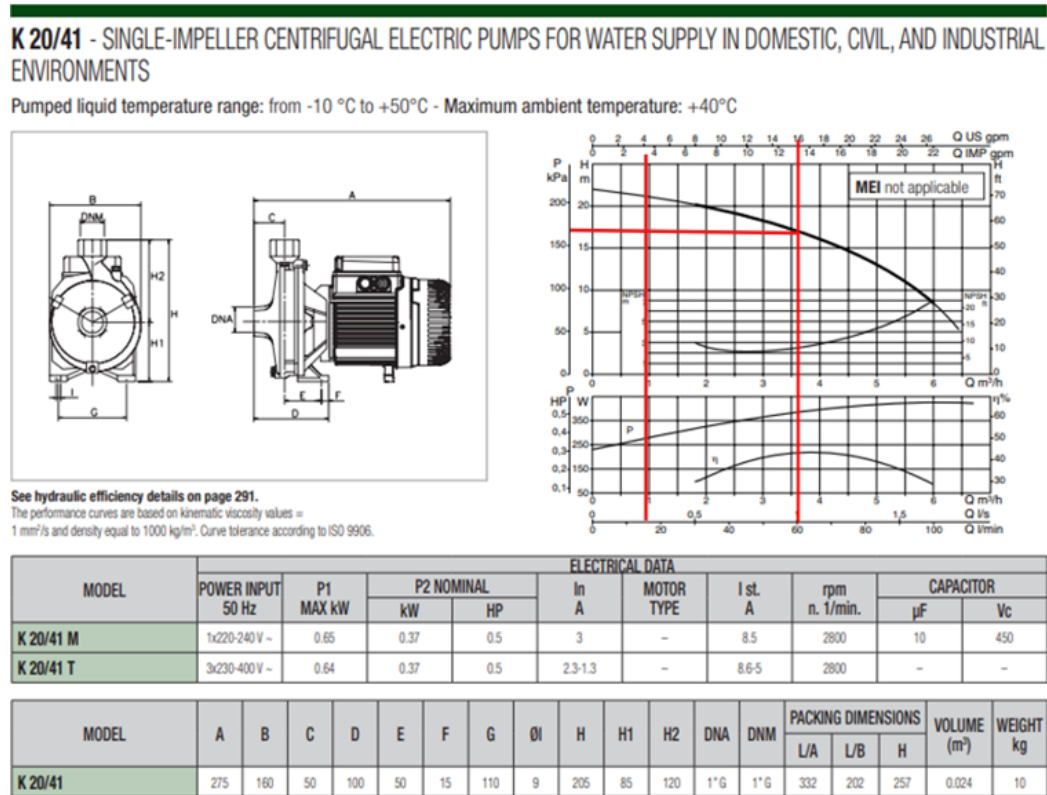 K 20/41 - SINGLE-IMPELLER CENTRIFUGAL ELECTRIC PUMPS FOR WATER SUPPLY IN DOMESTIC, CIVIL, AND INDUSTRIAL
ENVIRONMENTS
Pumped liquid temperature range: from -10 °C to +50°C - Maximum ambient temperature: +40°C
B
DNM
H2
H
H1
I
G
A
C
DNA
E
F
D
0 2 4 6 8 10 12 14 16 18 20 22 24 26 Q US gpm
0 2 4 6 8 10 12 14 16 18 20 22 Q IMP gpm
P kPa
H m
H ft
MEI not applicable
200 20 70
60
150 15 50
40
100 10 30
NPSH m
NPSH ft
20
15 20
50 5 10 10
5
0 0 0
0 1 2 3 4 5 6 Q m³/h
P
HP W η%
0,5 350 60
0,4 P 50
0,3 250 40
0,2 150 η 30
0,1 50
0 1 2 3 4 5 6 Q m³/h
0 0,5 1 1,5 Q l/s
0 20 40 60 80 100 Q l/min
See hydraulic efficiency details on page 291.
The performance curves are based on kinematic viscosity values =
1 mm²/s and density equal to 1000 kg/m³. Curve tolerance according to ISO 9906.
ELECTRICAL DATA
MODEL POWER INPUT 50 Hz P1 MAX kW P2 NOMINAL In A MOTOR TYPE I st. A rpm n. 1/min. CAPACITOR
kW HP µF Vc
K 20/41 M 1x220-240 V ~ 0.65 0.37 0.5 3 – 8.5 2800 10 450
K 20/41 T 3x230-400 V ~ 0.64 0.37 0.5 2.3-1.3 – 8.6-5 2800 – –
MODEL A B C D E F G ØI H H1 H2 DNA DNM PACKING DIMENSIONS VOLUME (m³) WEIGHT kg
L/A L/B H
K 20/41 275 160 50 100 50 15 110 9 205 85 120 1" G 1" G 332 202 257 0.024 10